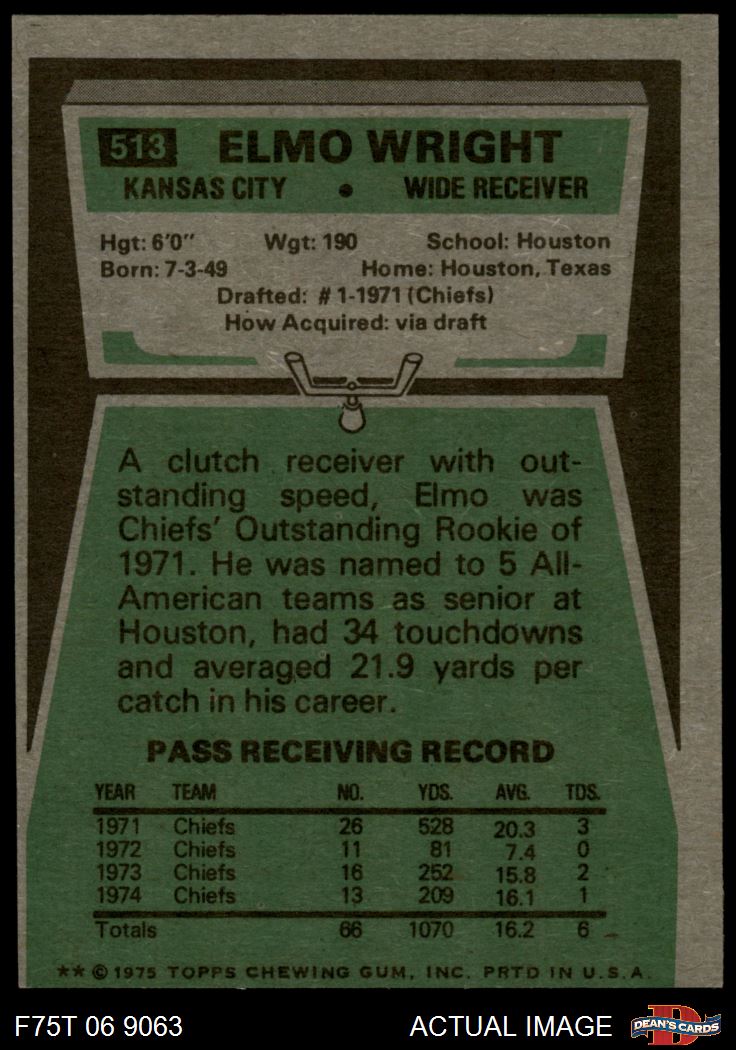 513 ELMO WRIGHT
KANSAS CITY • WIDE RECEIVER
Hgt: 6'0" Wgt: 190 School: Houston
Born: 7-3-49 Home: Houston, Texas
Drafted: #1-1971 (Chiefs)
How Acquired: via draft
A clutch receiver with out-
standing speed, Elmo was
Chiefs' Outstanding Rookie of
1971. He was named to 5 All-
American teams as senior at
Houston, had 34 touchdowns
and averaged 21.9 yards per
catch in his career.
PASS RECEIVING RECORD
YEAR TEAM NO. YDS. AVG. TDS.
1971 Chiefs 26 528 20.3 3
1972 Chiefs 11 81 7.4 0
1973 Chiefs 16 252 15.8 2
1974 Chiefs 13 209 16.1 1
Totals 66 1070 16.2 6
** © 1975 TOPPS CHEWING GUM, INC. PRTD IN U.S.A.
F75T 06 9063 ACTUAL IMAGE DEAN'S CARDS